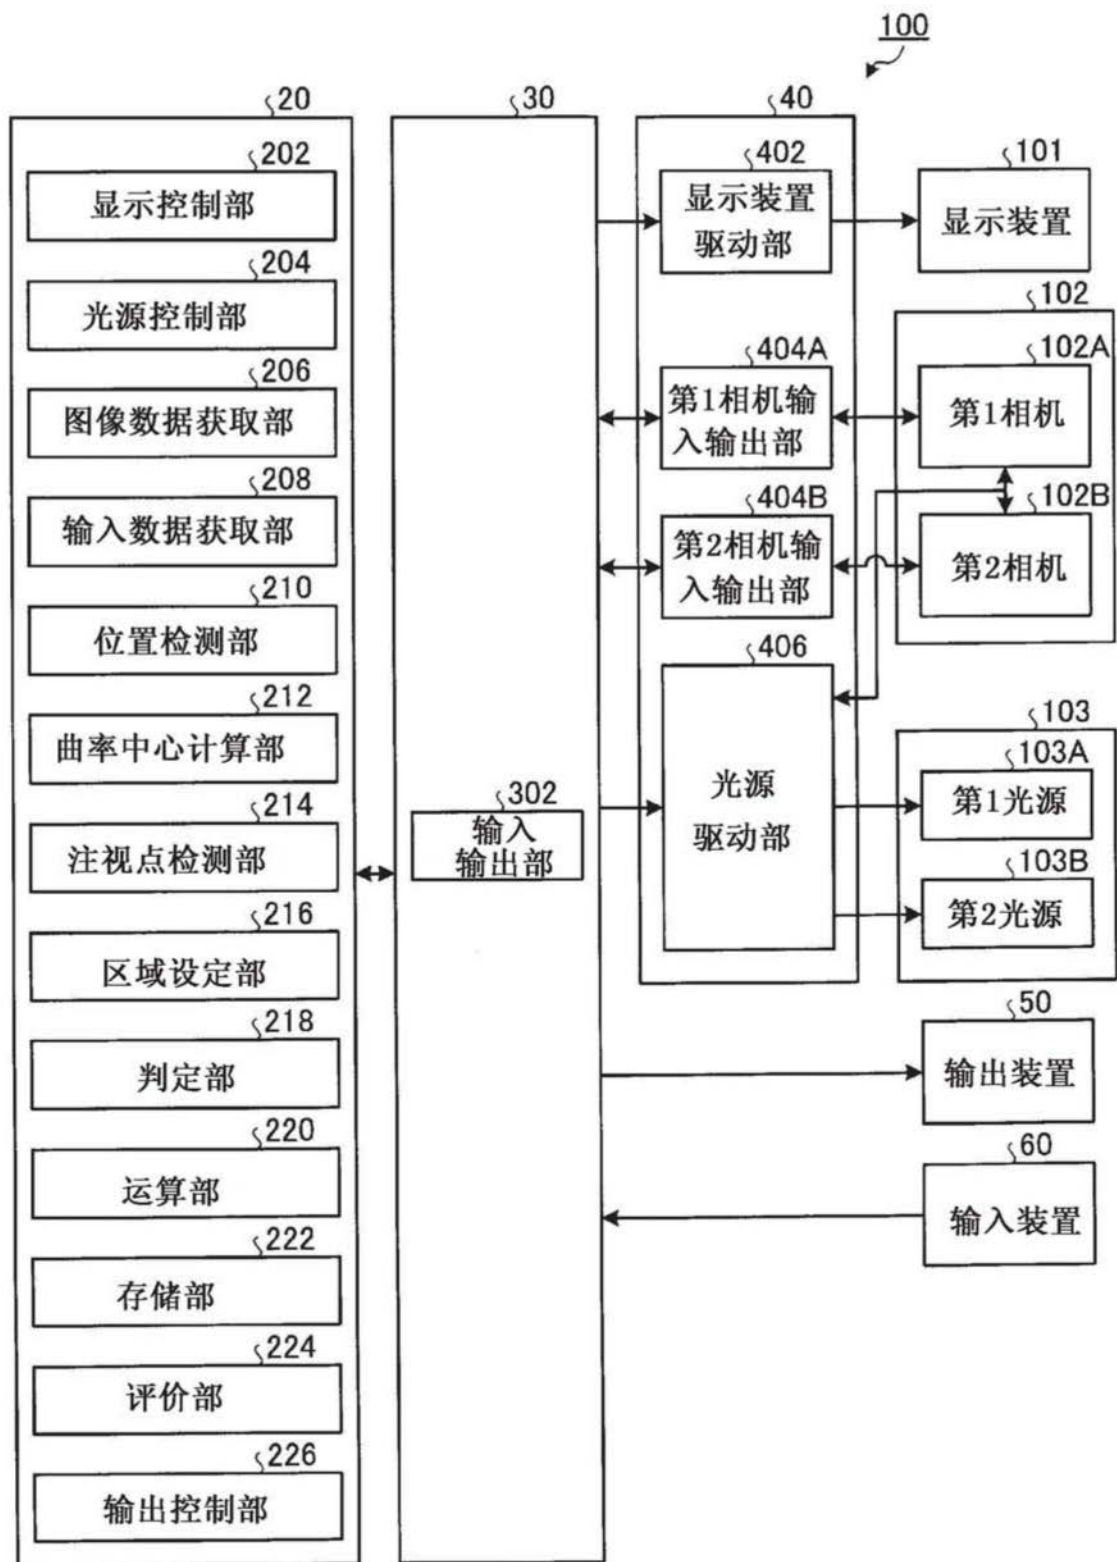 100
20
30
40
202
显示控制部
204
光源控制部
206
图像数据获取部
208
输入数据获取部
210
位置检测部
212
曲率中心计算部
214
注视点检测部
216
区域设定部
218
判定部
220
运算部
222
存储部
224
评价部
226
输出控制部
302
输入
输出部
402
显示装置
驱动部
404A
第1相机输
入输出部
404B
第2相机输
入输出部
406
光源
驱动部
101
显示装置
102
102A
第1相机
102B
第2相机
103
103A
第1光源
103B
第2光源
50
输出装置
60
输入装置